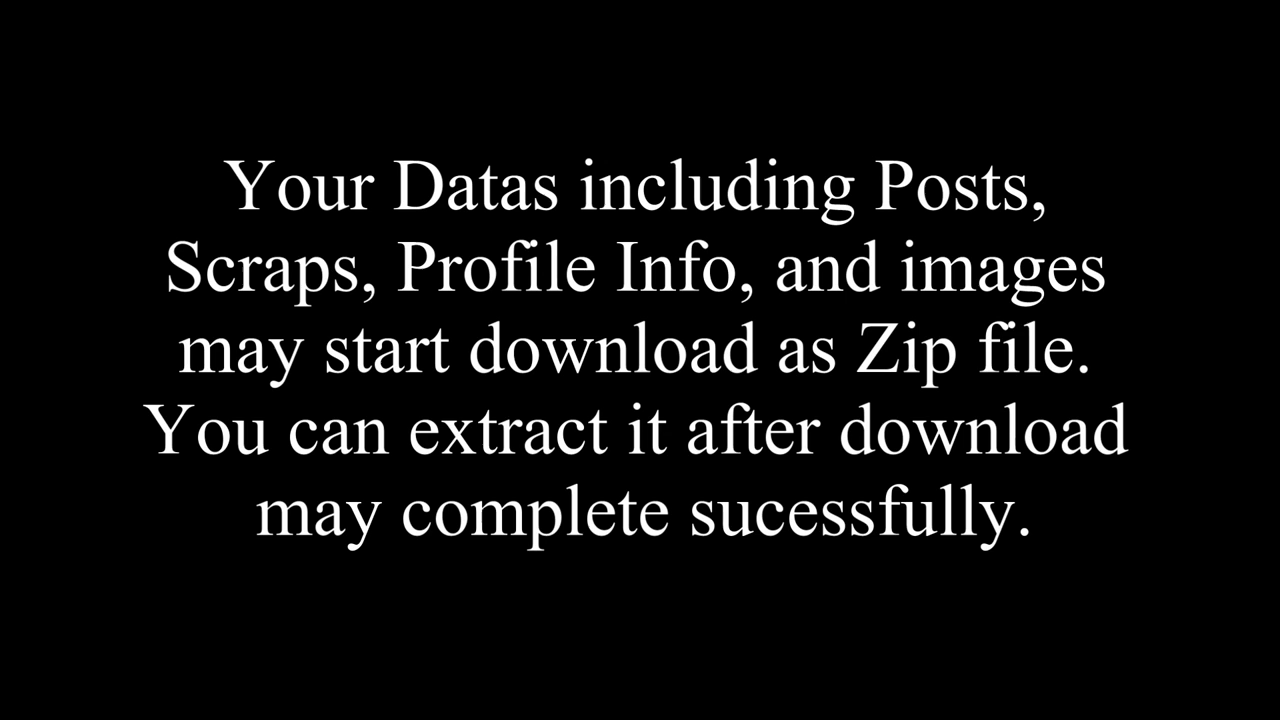 Your Datas including Posts,
Scraps, Profile Info, and images
may start download as Zip file.
You can extract it after download
may complete sucessfully.